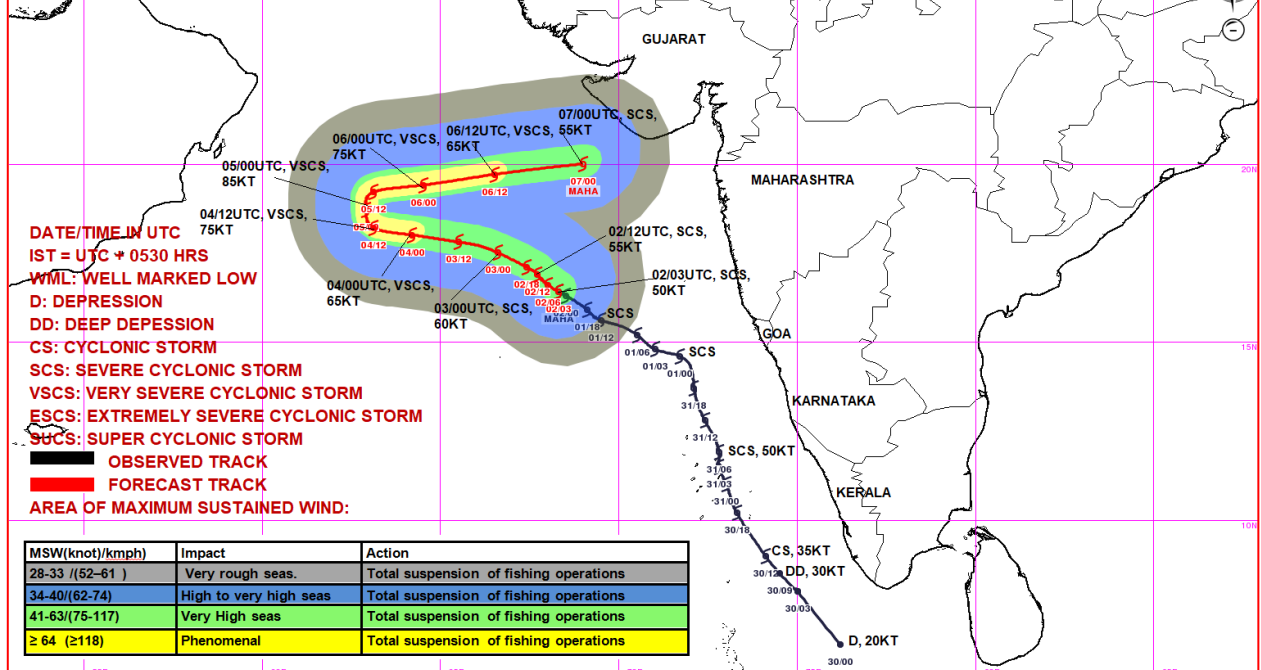 GUJARAT
07/00UTC, SCS,
55KT
06/12UTC, VSCS,
65KT
06/00UTC, VSCS,
75KT
05/00UTC, VSCS,
85KT
20N
07/00
MAHA
06/12
06/00
05/12
MAHARASHTRA
04/12UTC, VSCS,
75KT
04/12
04/00
03/12
03/00
02/18
02/12
02/06
02/03
02/00
MAHA
02/12UTC, SCS,
55KT
02/03UTC, SCS,
50KT
04/00UTC, VSCS,
65KT
03/00UTC, SCS,
60KT
SCS
01/18
01/12
GOA
15N
01/06
01/03
SCS
01/00
31/18
KARNATAKA
31/12
SCS, 50KT
31/06
31/03
31/00
KERALA
30/18
10N
CS, 35KT
30/12
DD, 30KT
30/09
30/03
D, 20KT
30/00
DATE/TIME IN UTC
IST = UTC + 0530 HRS
WML: WELL MARKED LOW
D: DEPRESSION
DD: DEEP DEPESSION
CS: CYCLONIC STORM
SCS: SEVERE CYCLONIC STORM
VSCS: VERY SEVERE CYCLONIC STORM
ESCS: EXTREMELY SEVERE CYCLONIC STORM
SUCS: SUPER CYCLONIC STORM
OBSERVED TRACK
FORECAST TRACK
AREA OF MAXIMUM SUSTAINED WIND:
MSW(knot)/kmph) Impact Action
28-33 /(52–61 ) Very rough seas. Total suspension of fishing operations
34-40/(62-74) High to very high seas Total suspension of fishing operations
41-63/(75-117) Very High seas Total suspension of fishing operations
≥ 64 (≥118) Phenomenal Total suspension of fishing operations